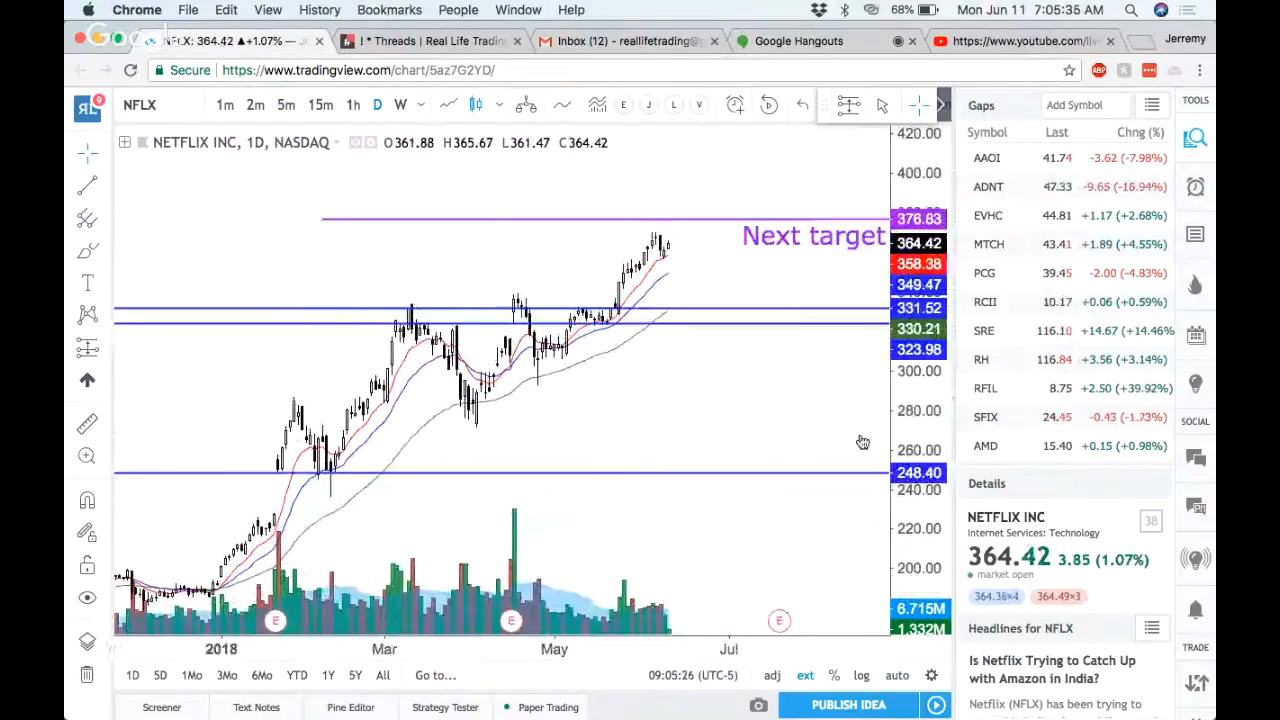 Chrome File Edit View History Bookmarks People Window Help 68% Mon Jun 11 7:05:35 AM
NFLX: 364.42 ▲+1.07% — ! * Threads | Real Life Trading Inbox (12) - reallifetrading@g Google Hangouts https://www.youtube.com/live Jeremy
Secure https://www.tradingview.com/chart/5az7G2YD/ ABP
RL 9 NFLX 1m 2m 5m 15m 1h D W E J L V
NETFLIX INC, 1D, NASDAQ O361.88 H365.67 L361.47 C364.42
420.00
400.00
376.83
Next target
364.42
358.38
349.47
331.52
330.21
323.98
300.00
280.00
260.00
248.40
240.00
220.00
200.00
6.715M
1.332M
E E E
2018 Mar May Jul
1D 5D 1Mo 3Mo 6Mo YTD 1Y 5Y All Go to... 09:05:26 (UTC-5) adj ext % log auto
Screener Text Notes Pine Editor Strategy Tester Paper Trading PUBLISH IDEA
Gaps Add Symbol
Symbol Last Chng (%)
AAOI 41.74 -3.62 (-7.98%)
ADNT 47.33 -9.65 (-16.94%)
EVHC 44.81 +1.17 (+2.68%)
MTCH 43.41 +1.89 (+4.55%)
PCG 39.45 -2.00 (-4.83%)
RCII 10.17 +0.06 (+0.59%)
SRE 116.10 +14.67 (+14.46%
RH 116.84 +3.56 (+3.14%)
RFIL 8.75 +2.50 (+39.92%)
SFIX 24.45 -0.43 (-1.73%)
AMD 15.40 +0.15 (+0.98%)
Details
NETFLIX INC 38
Internet Services: Technology
364.42 3.85 (1.07%)
market open
364.38×4 364.49×3
Headlines for NFLX
Is Netflix Trying to Catch Up
with Amazon in India?
Netflix (NFLX) has been trying to
TOOLS
SOCIAL
TRADE